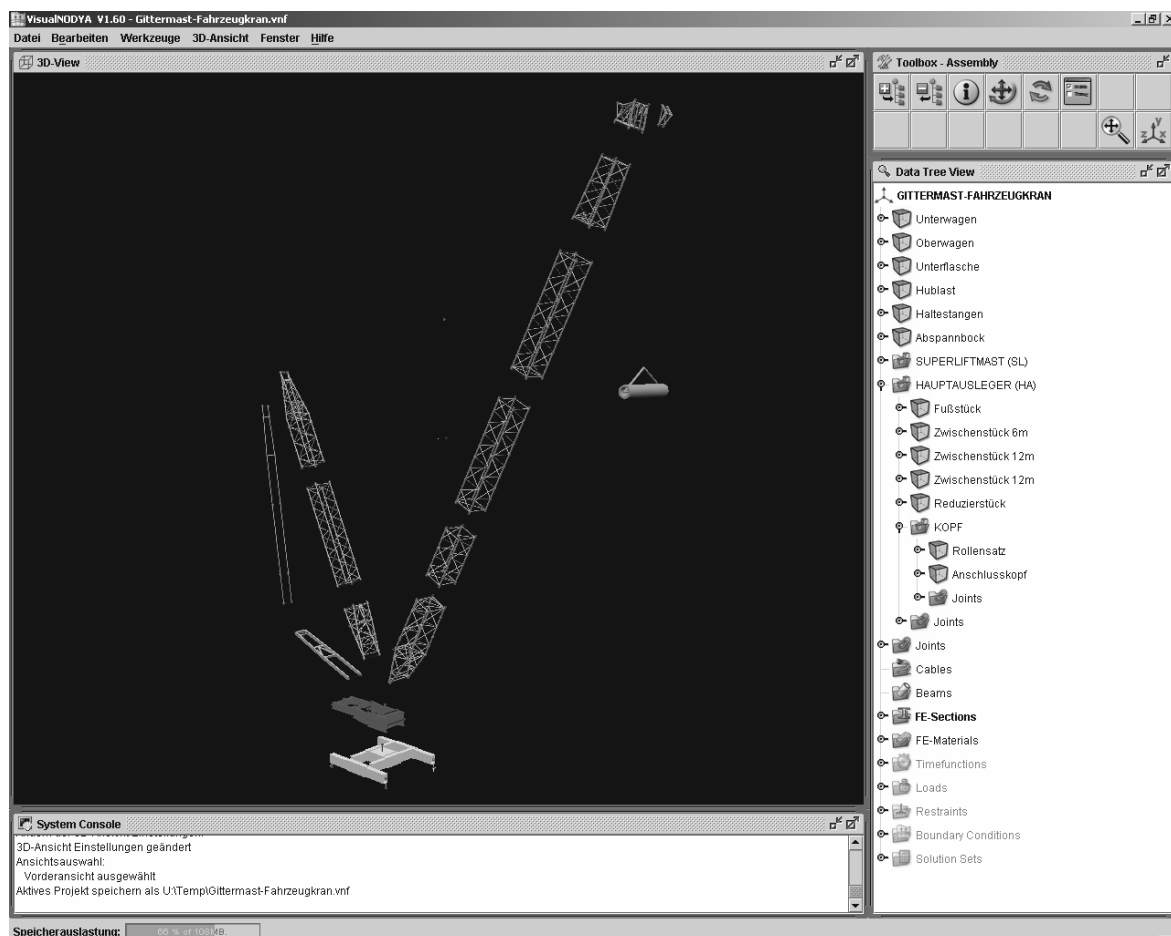 VisualNODYA V1.60 - Gittermast-Fahrzeugkran.vnf
Datei Bearbeiten Werkzeuge 3D-Ansicht Fenster Hilfe
3D-View
Toolbox - Assembly
y
z x
Data Tree View
GITTERMAST-FAHRZEUGKRAN
Unterwagen
Oberwagen
Unterflasche
Hublast
Haltestangen
Abspannbock
SUPERLIFTMAST (SL)
HAUPTAUSLEGER (HA)
Fußstück
Zwischenstück 6m
Zwischenstück 12m
Zwischenstück 12m
Reduzierstück
KOPF
Rollensatz
Anschlusskopf
Joints
Joints
Joints
Cables
Beams
FE-Sections
FE-Materials
Timefunctions
Loads
Restraints
Boundary Conditions
Solution Sets
System Console
3D-Ansicht Einstellungen geändert
Ansichtsauswahl:
Vorderansicht ausgewählt
Aktives Projekt speichern als U:\Temp\Gittermast-Fahrzeugkran.vnf
Speicherauslastung: 66 % of 108MB.